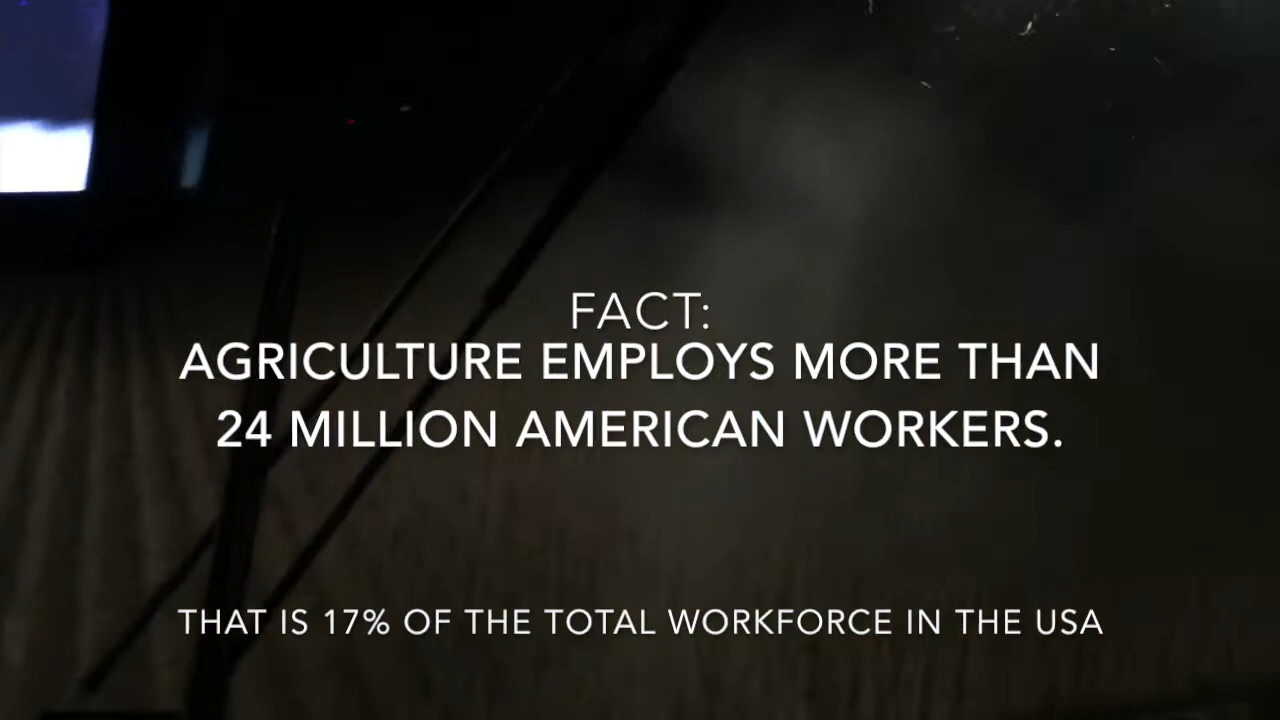 FACT:
AGRICULTURE EMPLOYS MORE THAN
24 MILLION AMERICAN WORKERS.
THAT IS 17% OF THE TOTAL WORKFORCE IN THE USA